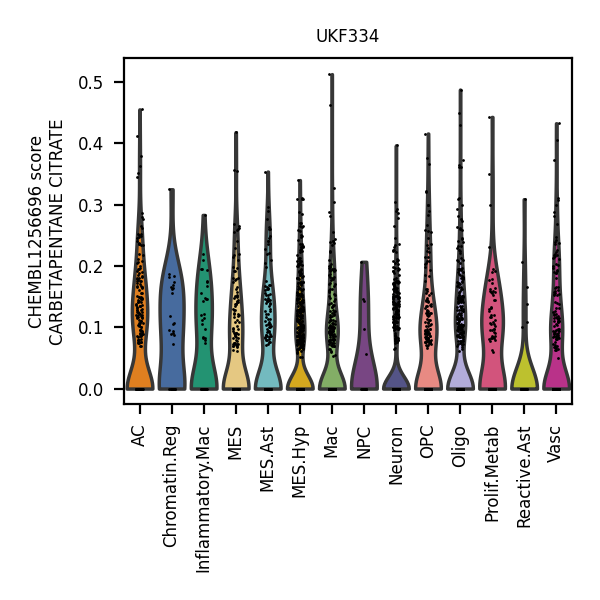 UKF334
CHEMBL1256696 score
CARBETAPENTANE CITRATE
0.5
0.4
0.3
0.2
0.1
0.0
AC
Chromatin.Reg
Inflammatory.Mac
MES
MES.Ast
MES.Hyp
Mac
NPC
Neuron
OPC
Oligo
Prolif.Metab
Reactive.Ast
Vasc